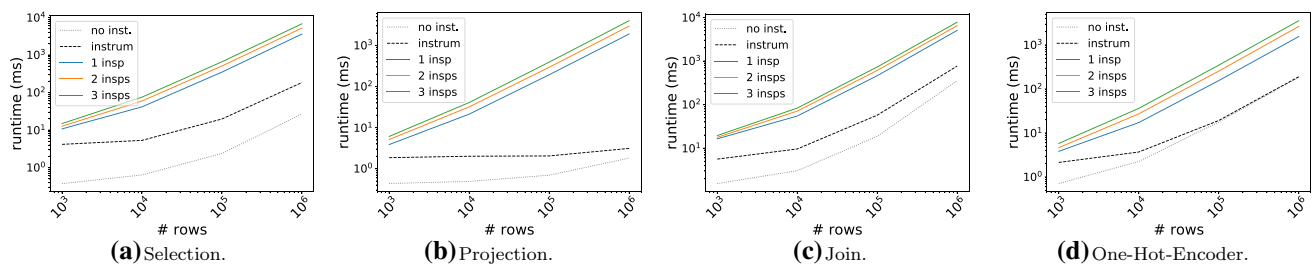 10^4
10^3
10^2
10^1
10^0
runtime (ms)
no inst.
instrum
1 insp
2 insps
3 insps
10^3
10^4
10^5
10^6
# rows
(a) Selection.
10^3
10^2
10^1
10^0
runtime (ms)
no inst.
instrum
1 insp
2 insps
3 insps
10^3
10^4
10^5
10^6
# rows
(b) Projection.
10^4
10^3
10^2
10^1
runtime (ms)
no inst.
instrum
1 insp
2 insps
3 insps
10^3
10^4
10^5
10^6
# rows
(c) Join.
10^3
10^2
10^1
10^0
runtime (ms)
no inst.
instrum
1 insp
2 insps
3 insps
10^3
10^4
10^5
10^6
# rows
(d) One-Hot-Encoder.